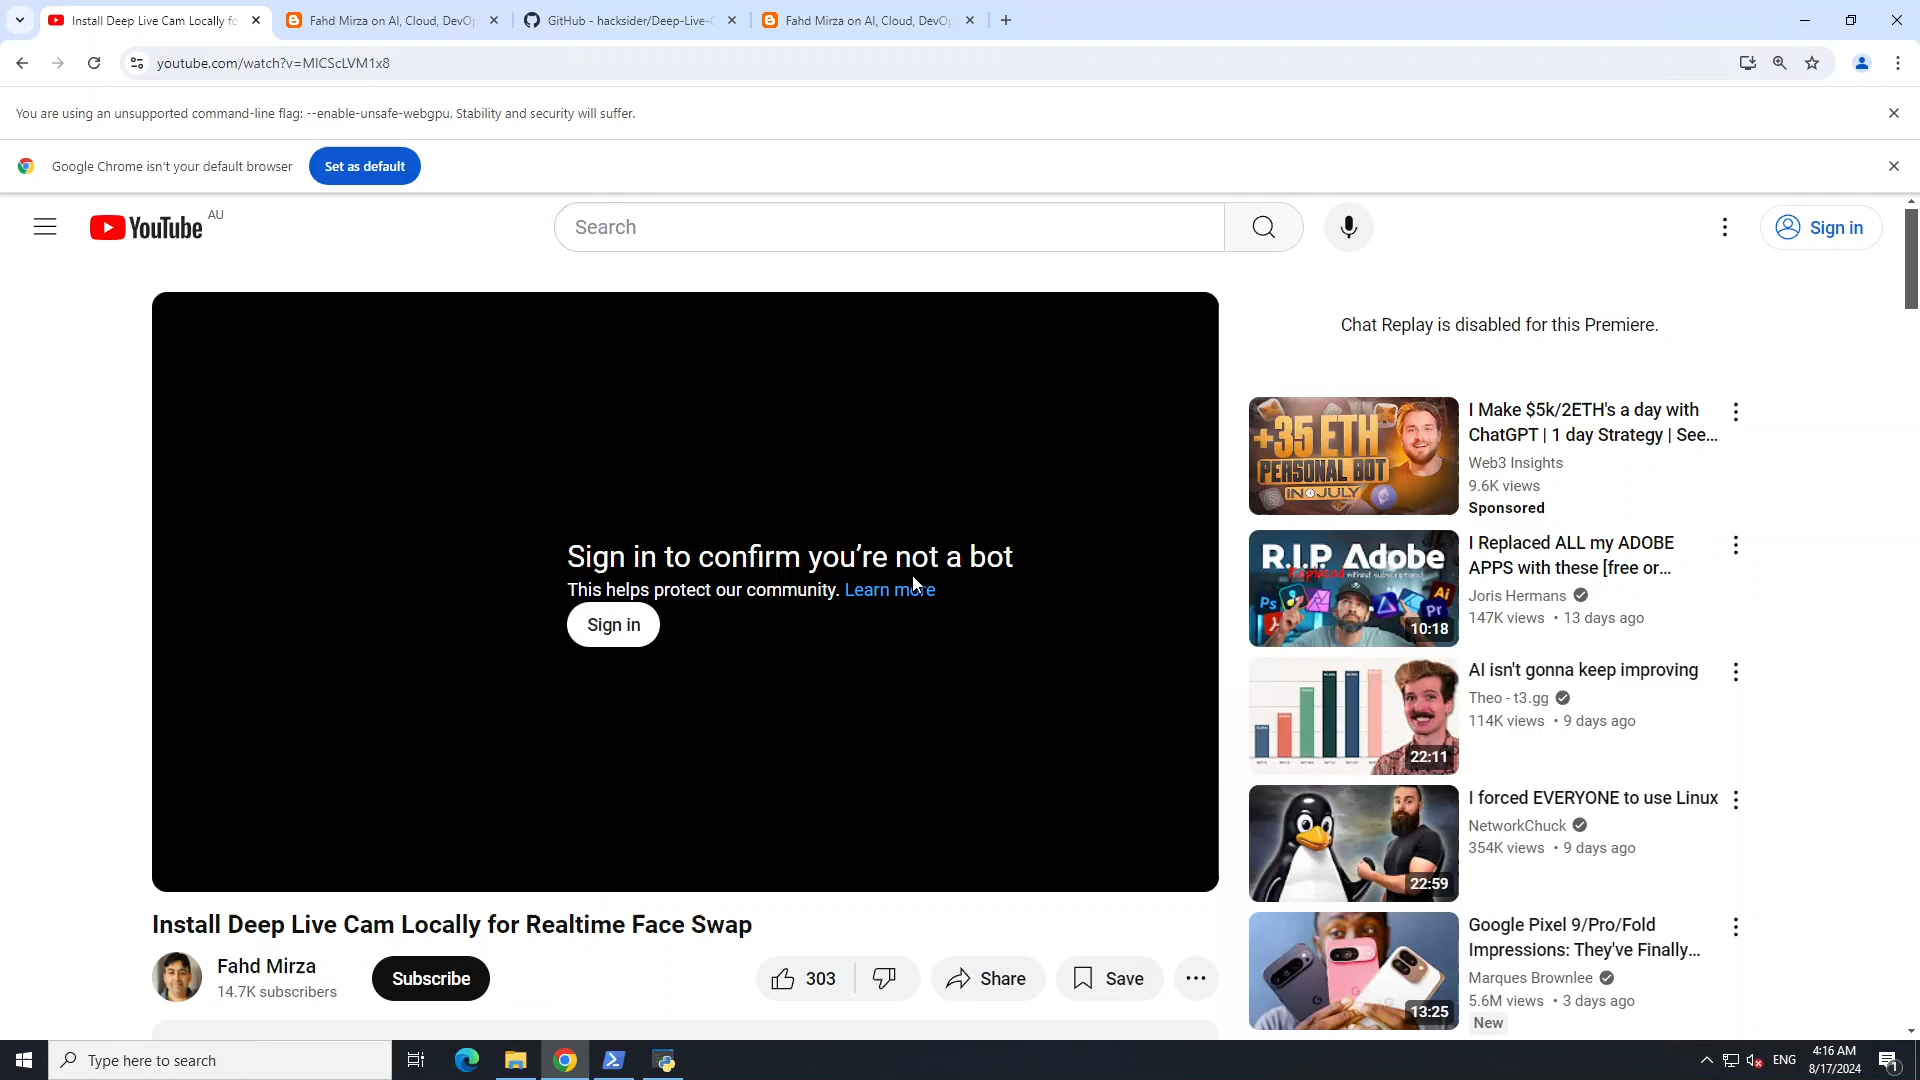 Install Deep Live Cam Locally fo
Fahd Mirza on AI, Cloud, DevOp
GitHub - hacksider/Deep-Live-C
Fahd Mirza on AI, Cloud, DevOp
youtube.com/watch?v=MICScLVM1x8
You are using an unsupported command-line flag: --enable-unsafe-webgpu. Stability and security will suffer.
Google Chrome isn't your default browser
Set as default
YouTube AU
Search
Sign in
Sign in to confirm you’re not a bot
This helps protect our community. Learn more
Sign in
Install Deep Live Cam Locally for Realtime Face Swap
Fahd Mirza
14.7K subscribers
Subscribe
303
Share
Save
Chat Replay is disabled for this Premiere.
+35 ETH
PERSONAL BOT
IN JULY
I Make $5k/2ETH's a day with
ChatGPT | 1 day Strategy | See...
Web3 Insights
9.6K views
Sponsored
R.I.P. Adobe
Replaced without subscriptions!
Ps
Ai
Pr
10:18
I Replaced ALL my ADOBE
APPS with these [free or...
Joris Hermans
147K views • 13 days ago
22:11
AI isn't gonna keep improving
Theo - t3.gg
114K views • 9 days ago
22:59
I forced EVERYONE to use Linux
NetworkChuck
354K views • 9 days ago
13:25
Google Pixel 9/Pro/Fold
Impressions: They've Finally...
Marques Brownlee
5.6M views • 3 days ago
New
Type here to search
ENG
4:16 AM
8/17/2024
1